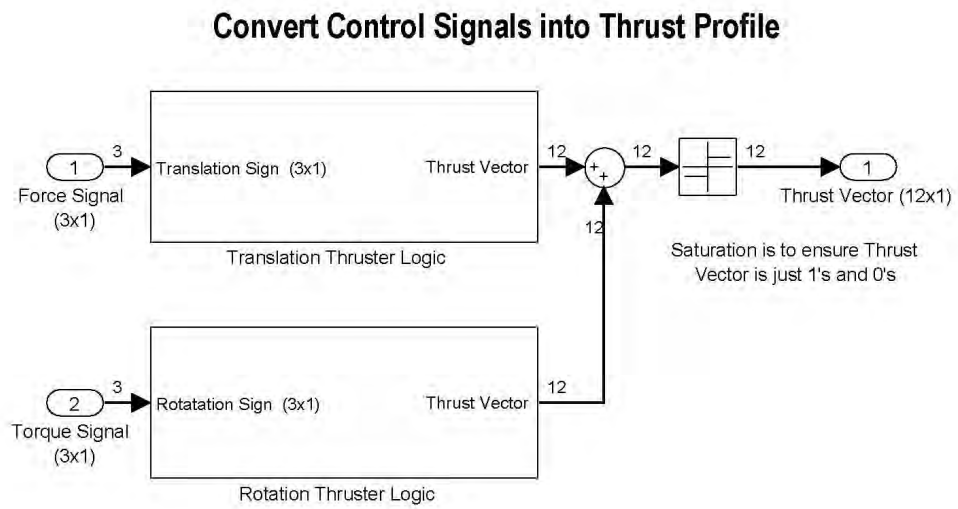 Convert Control Signals into Thrust Profile
1
3
Force Signal
(3x1)
Translation Sign (3x1)
Thrust Vector
Translation Thruster Logic
12
+
+
12
12
12
1
Thrust Vector (12x1)
Saturation is to ensure Thrust
Vector is just 1's and 0's
2
3
Torque Signal
(3x1)
Rotatation Sign (3x1)
Thrust Vector
12
Rotation Thruster Logic